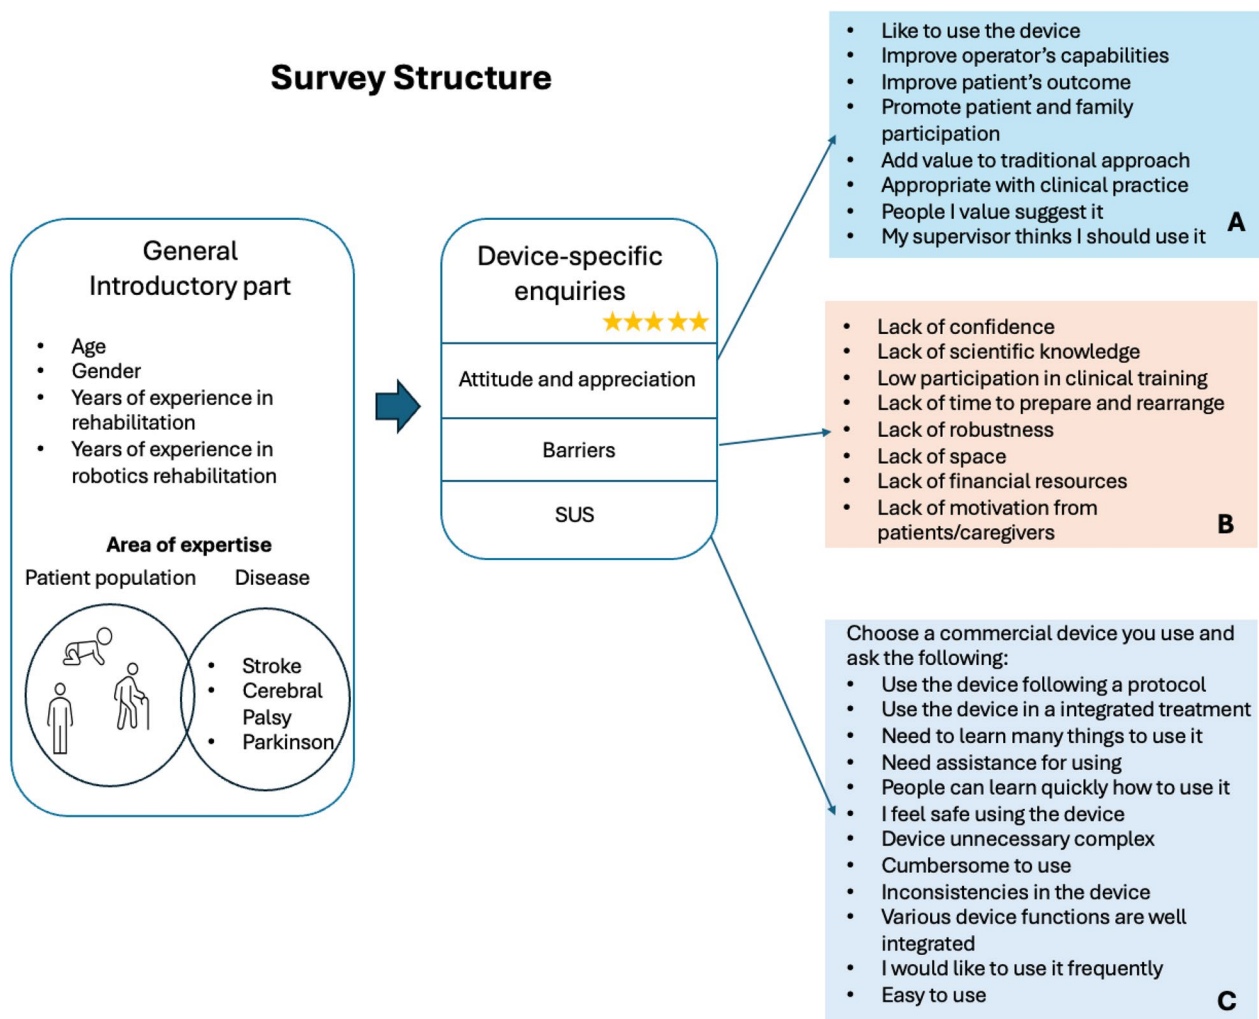 Survey Structure
General
Introductory part
• Age
• Gender
• Years of experience in
rehabilitation
• Years of experience in
robotics rehabilitation
Area of expertise
Patient population
Disease
• Stroke
• Cerebral
Palsy
• Parkinson
Device-specific
enquiries
Attitude and appreciation
Barriers
SUS
• Like to use the device
• Improve operator's capabilities
• Improve patient's outcome
• Promote patient and family
participation
• Add value to traditional approach
• Appropriate with clinical practice
• People I value suggest it
• My supervisor thinks I should use it
A
• Lack of confidence
• Lack of scientific knowledge
• Low participation in clinical training
• Lack of time to prepare and rearrange
• Lack of robustness
• Lack of space
• Lack of financial resources
• Lack of motivation from
patients/caregivers
B
Choose a commercial device you use and
ask the following:
• Use the device following a protocol
• Use the device in a integrated treatment
• Need to learn many things to use it
• Need assistance for using
• People can learn quickly how to use it
• I feel safe using the device
• Device unnecessary complex
• Cumbersome to use
• Inconsistencies in the device
• Various device functions are well
integrated
• I would like to use it frequently
• Easy to use
C